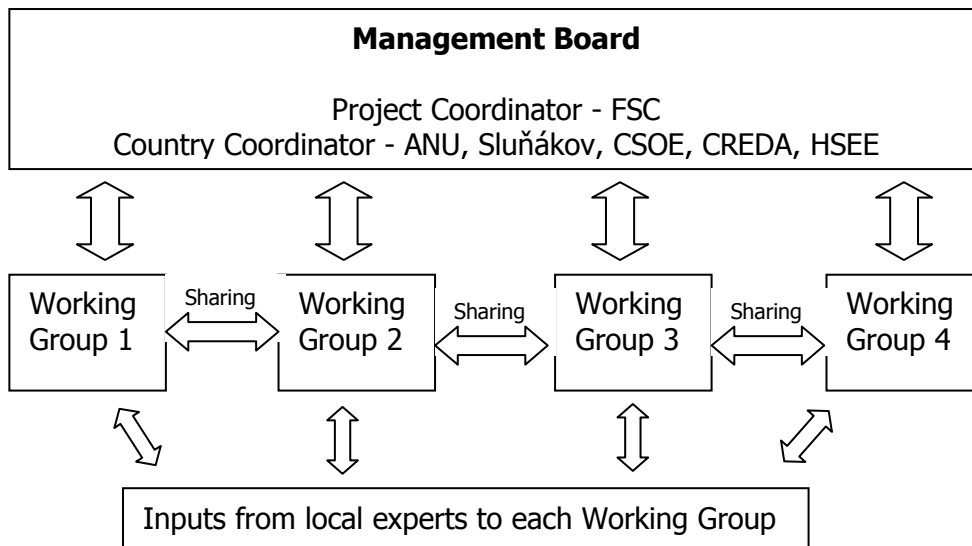 Management Board
Project Coordinator - FSC
Country Coordinator - ANU, Sluňákov, CSOE, CREDA, HSEE
Working
Group 1
Sharing
Working
Group 2
Sharing
Working
Group 3
Sharing
Working
Group 4
Inputs from local experts to each Working Group